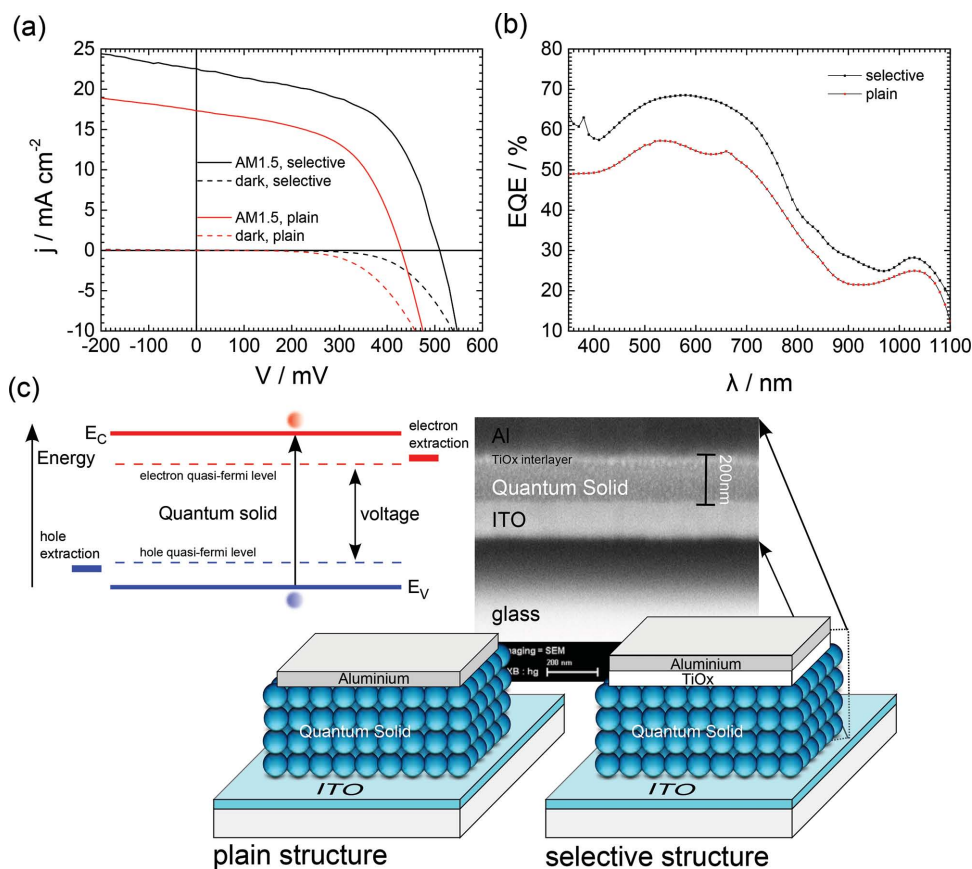 (a)
25
20
15
10
5
0
-5
-10
j / mA cm-2
-200 -100 0 100 200 300 400 500 600
V / mV
AM1.5, selective
dark, selective
AM1.5, plain
dark, plain
(b)
80
70
60
50
40
30
20
10
EQE / %
400 500 600 700 800 900 1000 1100
λ / nm
selective
plain
(c)
EC
Energy
electron extraction
electron quasi-fermi level
Quantum solid
voltage
hole extraction
hole quasi-fermi level
EV
Al
TiOx interlayer
Quantum Solid
200nm
ITO
glass
maging = SEM
XB : hg
200 nm
Aluminium
Quantum Solid
ITO
plain structure
Aluminium
TiOx
Quantum Solid
ITO
selective structure